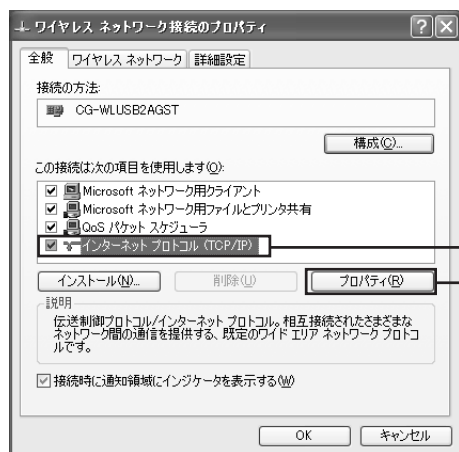 ワイヤレス ネットワーク接続のプロパティ
全般 ワイヤレス ネットワーク 詳細設定
接続の方法:
CG-WLUSB2AGST
構成(C)...
この接続は次の項目を使用します(O):
Microsoft ネットワーク用クライアント
Microsoft ネットワーク用ファイルとプリンタ共有
QoS パケット スケジューラ
インターネット プロトコル (TCP/IP)
インストール(N)... 削除(U) プロパティ(R)
説明
伝送制御プロトコル/インターネット プロトコル。相互接続されたさまざまな
ネットワーク間の通信を提供する、既定のワイド エリア ネットワーク プロトコ
ルです。
接続時に通知領域にインジケータを表示する(W)
OK キャンセル